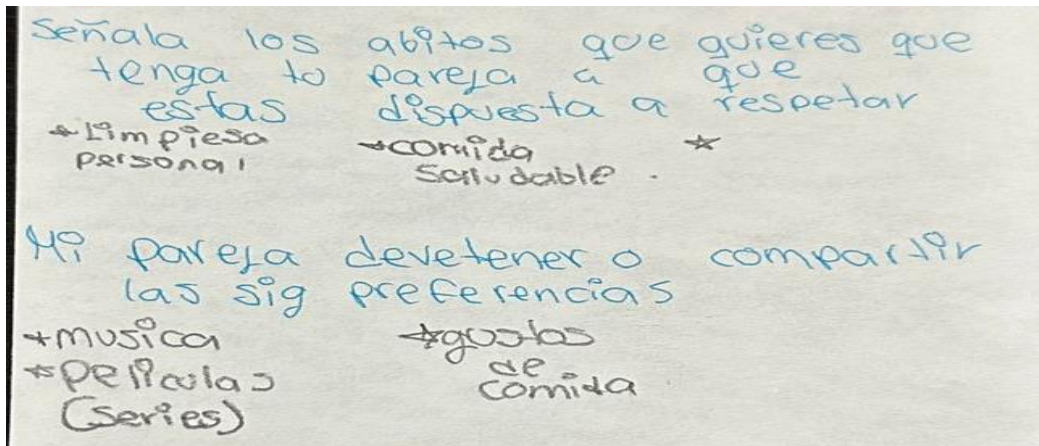 Señala los abitos que quieres que
tenga tu pareja a que
estas dispuesta a respetar
*Limpiesa *comida *
personal saludable.
Mi pareja devetener o compartir
las sig preferencias
*musica *gustos
*peliculas de
(series) comida